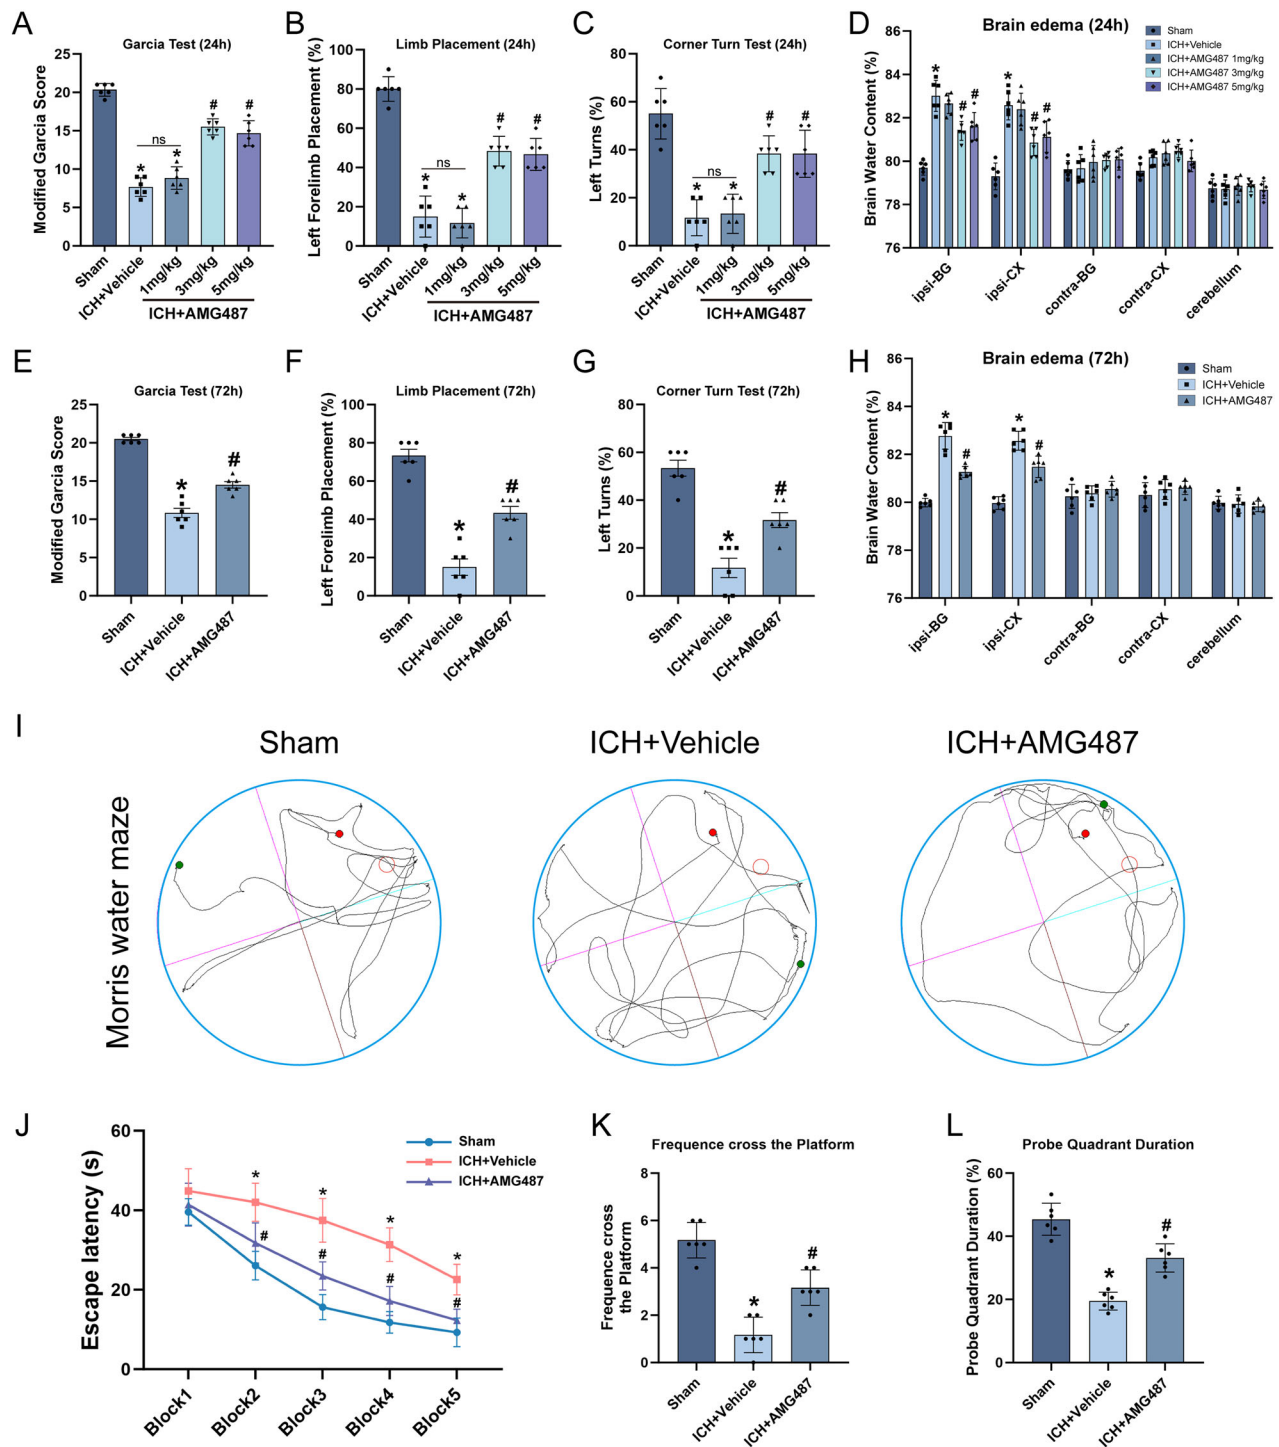 A
Garcia Test (24h)
Modified Garcia Score
25
20
15
10
5
0
ns
*
*
#
#
Sham
ICH+Vehicle
1mg/kg
3mg/kg
5mg/kg
ICH+AMG487
B
Limb Placement (24h)
Left Forelimb Placement (%)
100
80
60
40
20
0
ns
*
*
#
#
Sham
ICH+Vehicle
1mg/kg
3mg/kg
5mg/kg
ICH+AMG487
C
Corner Turn Test (24h)
Left Turns (%)
80
60
40
20
0
ns
*
*
#
#
Sham
ICH+Vehicle
1mg/kg
3mg/kg
5mg/kg
ICH+AMG487
D
Brain edema (24h)
Brain Water Content (%)
86
84
82
80
78
76
Sham
ICH+Vehicle
ICH+AMG487 1mg/kg
ICH+AMG487 3mg/kg
ICH+AMG487 5mg/kg
*
#
#
*
#
#
ipsi-BG
ipsi-CX
contra-BG
contra-CX
cerebellum
E
Garcia Test (72h)
Modified Garcia Score
25
20
15
10
5
0
*
#
Sham
ICH+Vehicle
ICH+AMG487
F
Limb Placement (72h)
Left Forelimb Placement (%)
100
80
60
40
20
0
*
#
Sham
ICH+Vehicle
ICH+AMG487
G
Corner Turn Test (72h)
Left Turns (%)
80
60
40
20
0
*
#
Sham
ICH+Vehicle
ICH+AMG487
H
Brain edema (72h)
Brain Water Content (%)
86
84
82
80
78
76
Sham
ICH+Vehicle
ICH+AMG487
*
#
*
#
ipsi-BG
ipsi-CX
contra-BG
contra-CX
cerebellum
I
Morris water maze
Sham
ICH+Vehicle
ICH+AMG487
J
Escape latency (s)
60
40
20
0
Sham
ICH+Vehicle
ICH+AMG487
*
*
*
*
#
#
#
#
Block1
Block2
Block3
Block4
Block5
K
Frequence cross the Platform
Frequence cross
the Platform
8
6
4
2
0
*
#
Sham
ICH+Vehicle
ICH+AMG487
L
Probe Quadrant Duration
Probe Quadrant Duration (%)
60
40
20
0
*
#
Sham
ICH+Vehicle
ICH+AMG487